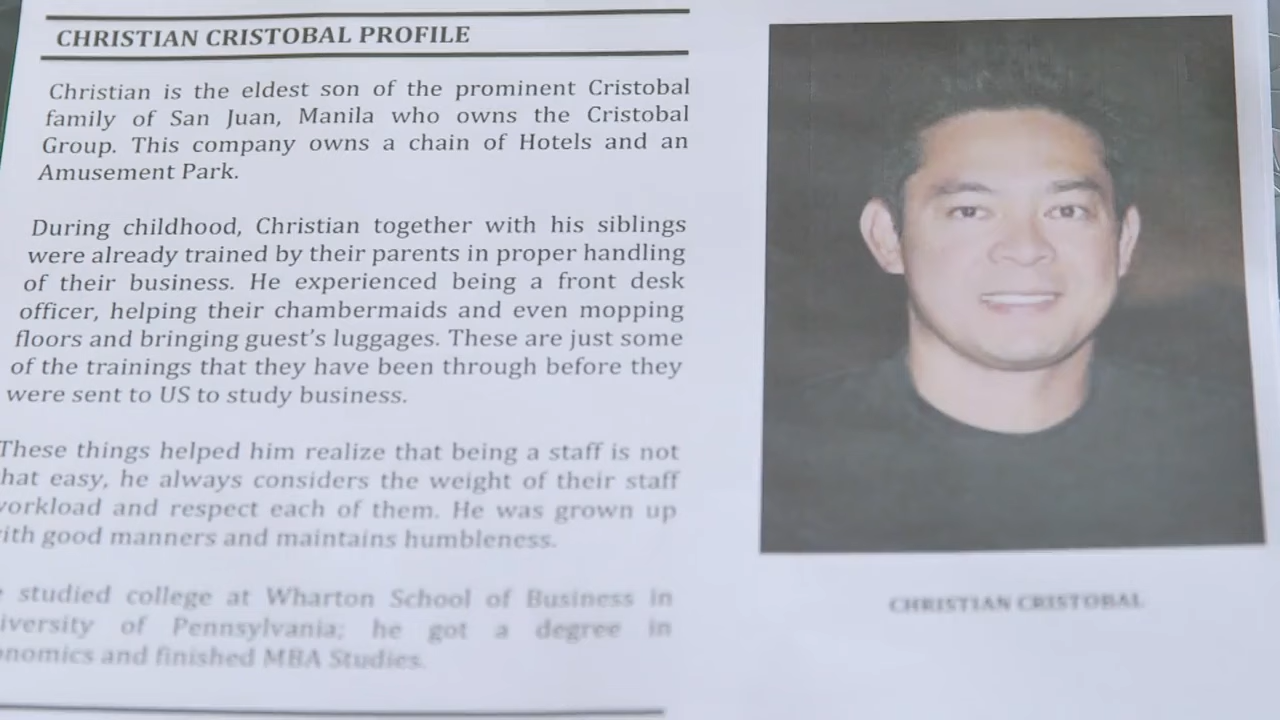 CHRISTIAN CRISTOBAL PROFILE
Christian is the eldest son of the prominent Cristobal
family of San Juan, Manila who owns the Cristobal
Group. This company owns a chain of Hotels and an
Amusement Park.
During childhood, Christian together with his siblings
were already trained by their parents in proper handling
of their business. He experienced being a front desk
officer, helping their chambermaids and even mopping
floors and bringing guest's luggages. These are just some
of the trainings that they have been through before they
were sent to US to study business.
These things helped him realize that being a staff is not
hat easy, he always considers the weight of their staff
workload and respect each of them. He was grown up
ith good manners and maintains humbleness.
studied college at Wharton School of Business in
iversity of Pennsylvania; he got a degree in
onomics and finished MBA Studies.
CHRISTIAN CRISTOBAL